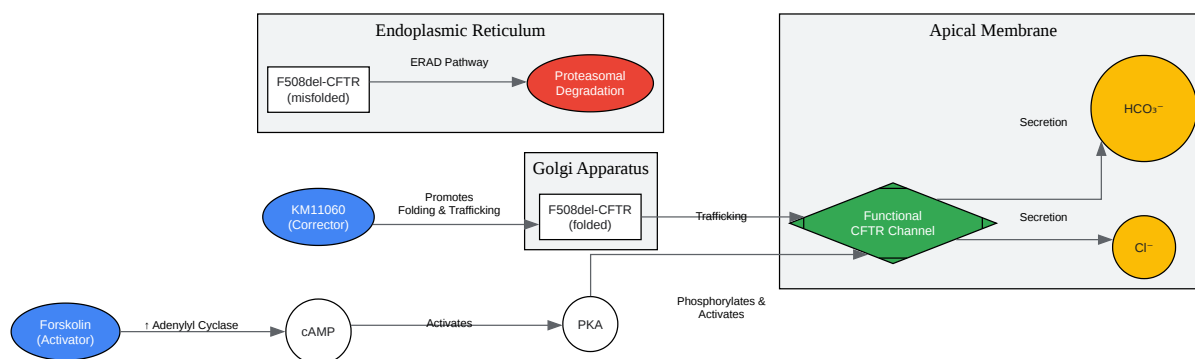 Endoplasmic Reticulum
F508del-CFTR
(misfolded)
ERAD Pathway
Proteasomal
Degradation
Apical Membrane
HCO₃⁻
Secretion
Golgi Apparatus
KM11060
(Corrector)
Promotes
Folding & Trafficking
F508del-CFTR
(folded)
Trafficking
Functional
CFTR Channel
Secretion
Cl⁻
Phosphorylates &
Activates
Forskolin
(Activator)
↑ Adenylyl Cyclase
cAMP
Activates
PKA